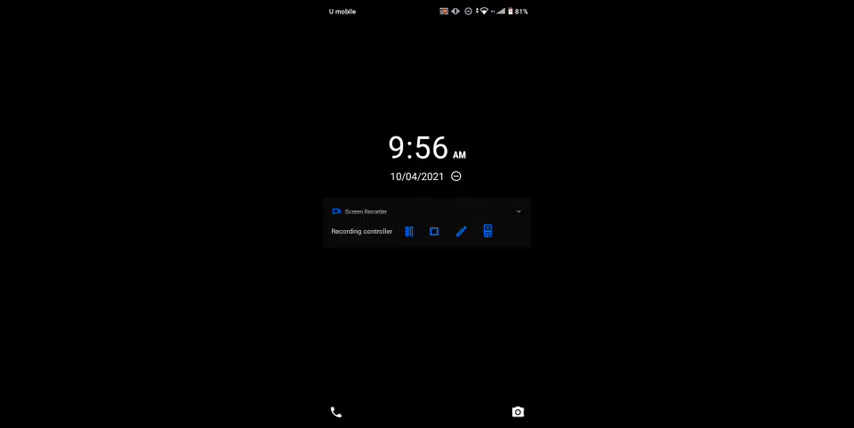 U mobile 81%
9:56 AM
10/04/2021
Screen Recorder
Recording controller